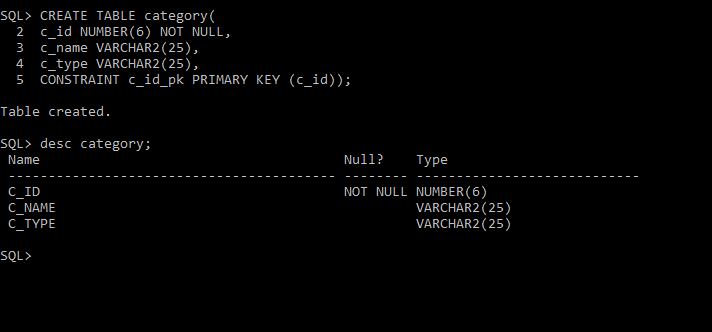 SQL> CREATE TABLE category(
  2  c_id NUMBER(6) NOT NULL,
  3  c_name VARCHAR2(25),
  4  c_type VARCHAR2(25),
  5  CONSTRAINT c_id_pk PRIMARY KEY (c_id));
Table created.
SQL> desc category;
 Name                                      Null?    Type
 ----------------------------------------- -------- ----------------------------
 C_ID                                      NOT NULL NUMBER(6)
 C_NAME                                             VARCHAR2(25)
 C_TYPE                                             VARCHAR2(25)
SQL>